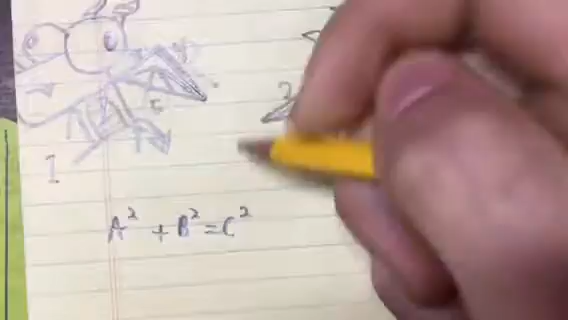 2
1
A² + B² = C²